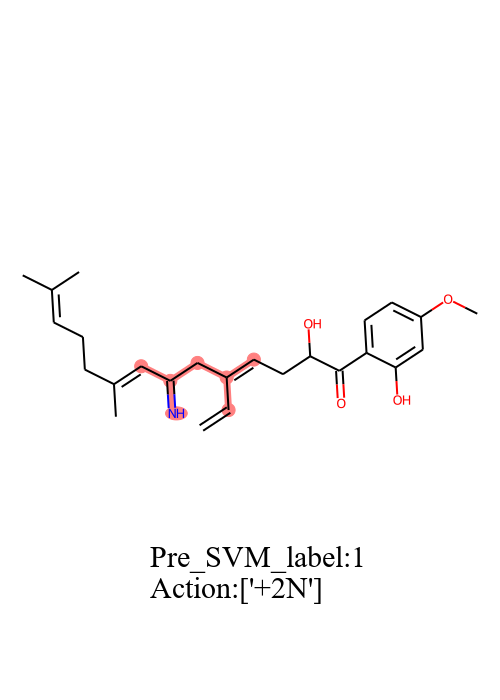 OH
O
NH
O
OH
Pre_SVM_label:1
Action:['+2N']